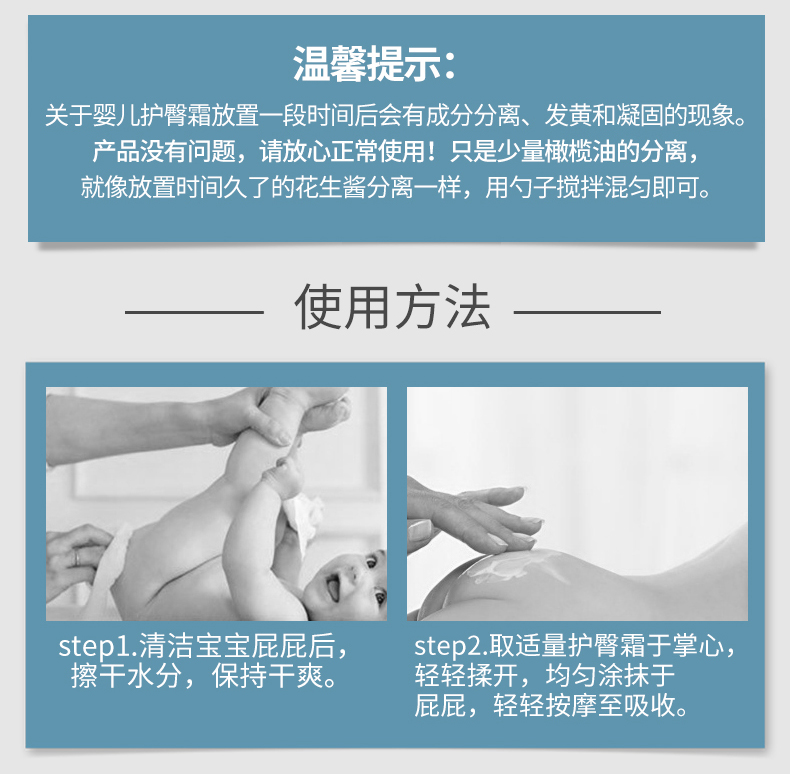 温馨提示：
关于婴儿护臀霜放置一段时间后会有成分分离、发黄和凝固的现象。
产品没有问题，请放心正常使用！只是少量橄榄油的分离，
就像放置时间久了的花生酱分离一样，用勺子搅拌混匀即可。
使用方法
step1.清洁宝宝屁屁后，
擦干水分，保持干爽。
step2.取适量护臀霜于掌心，
轻轻揉开，均匀涂抹于
屁屁，轻轻按摩至吸收。